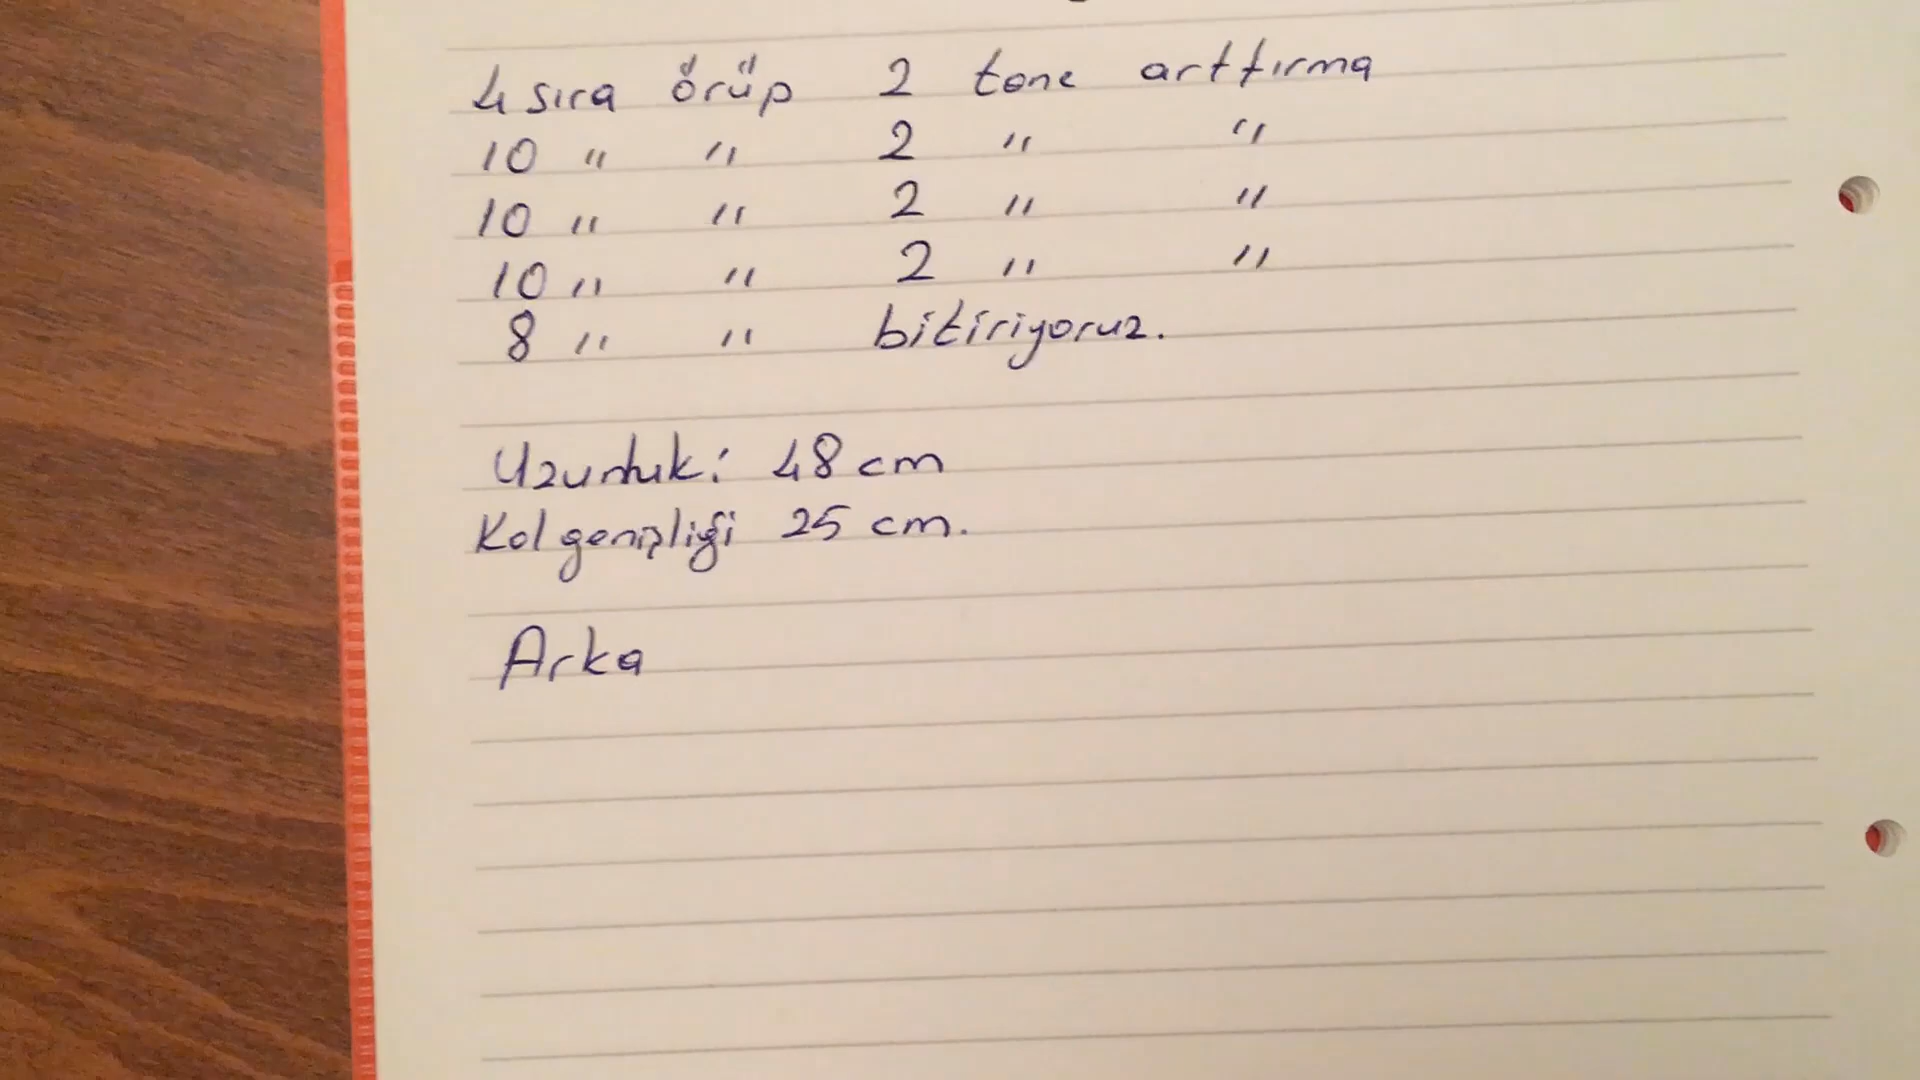 4 sıra örüp 2 tane arttırma
10 " " 2 " "
10 " " 2 " "
10 " " 2 " "
8 " " bitiriyoruz.
Uzunluk: 48 cm
Kol genişliği 25 cm.
Arka